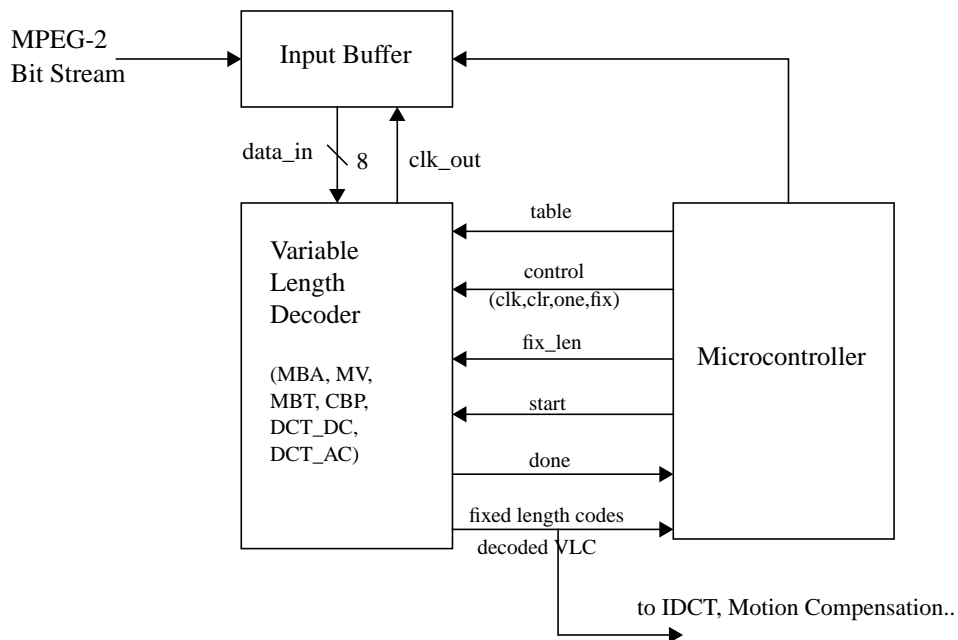 MPEG-2
Bit Stream
Input Buffer
data_in
8
clk_out
Variable
Length
Decoder
(MBA, MV,
MBT, CBP,
DCT_DC,
DCT_AC)
table
control
(clk,clr,one,fix)
fix_len
start
done
fixed length codes
decoded VLC
Microcontroller
to IDCT, Motion Compensation..